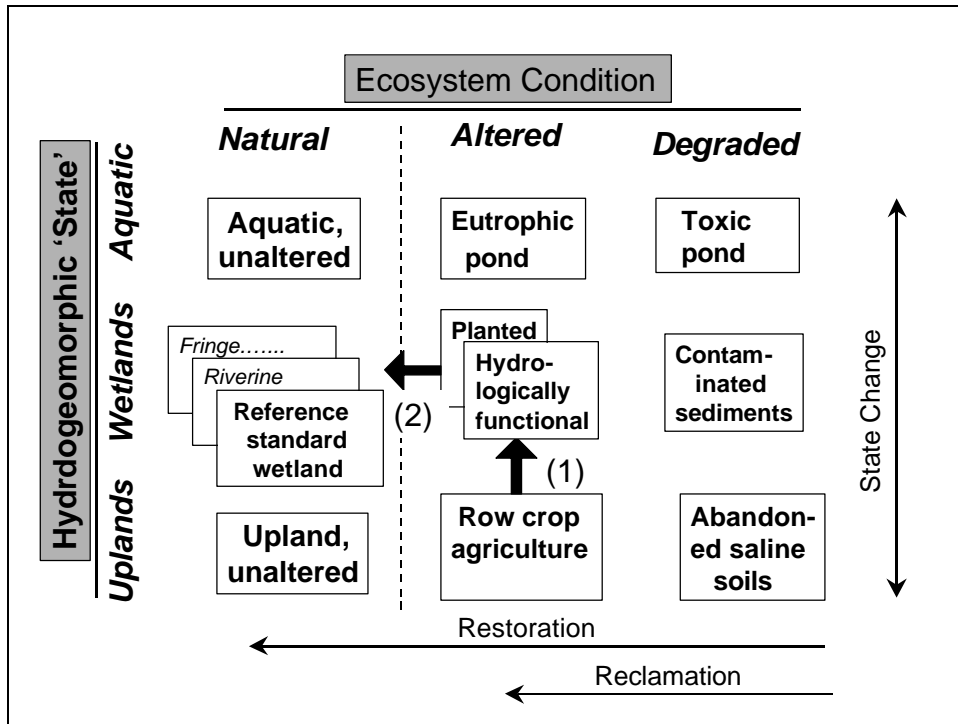 Ecosystem Condition
Natural
Altered
Degraded
Hydrdogeomorphic ‘State’
Aquatic
Wetlands
Uplands
Aquatic,
unaltered
Eutrophic
pond
Toxic
pond
Fringe…....
Riverine
Reference
standard
wetland
(2)
Planted
Hydro-
logically
functional
(1)
Contam-
inated
sediments
Upland,
unaltered
Row crop
agriculture
Abandon-
ed saline
soils
State Change
Restoration
Reclamation